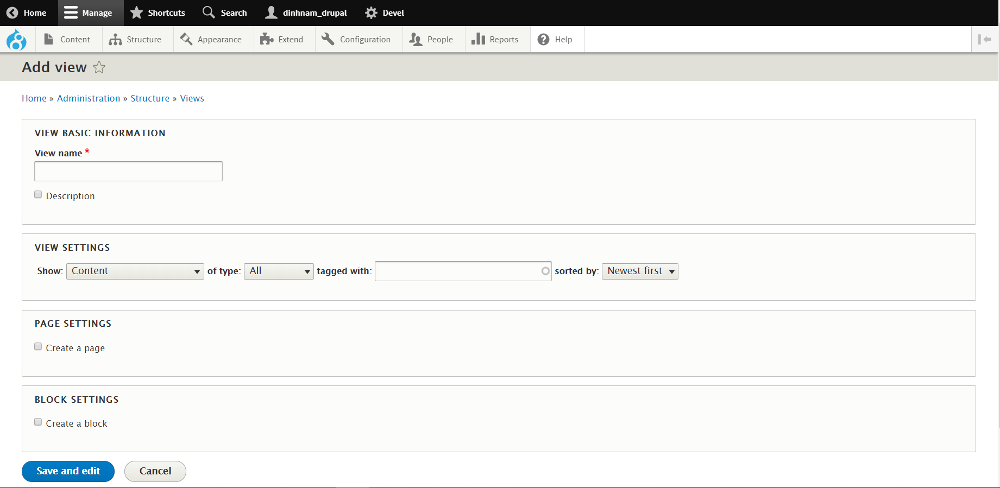 Home Manage Shortcuts Search dinhnam_drupal Devel
Content Structure Appearance Extend Configuration People Reports Help
Add view
Home » Administration » Structure » Views
VIEW BASIC INFORMATION
View name *
Description
VIEW SETTINGS
Show: Content of type: All tagged with: sorted by: Newest first
PAGE SETTINGS
Create a page
BLOCK SETTINGS
Create a block
Save and edit Cancel